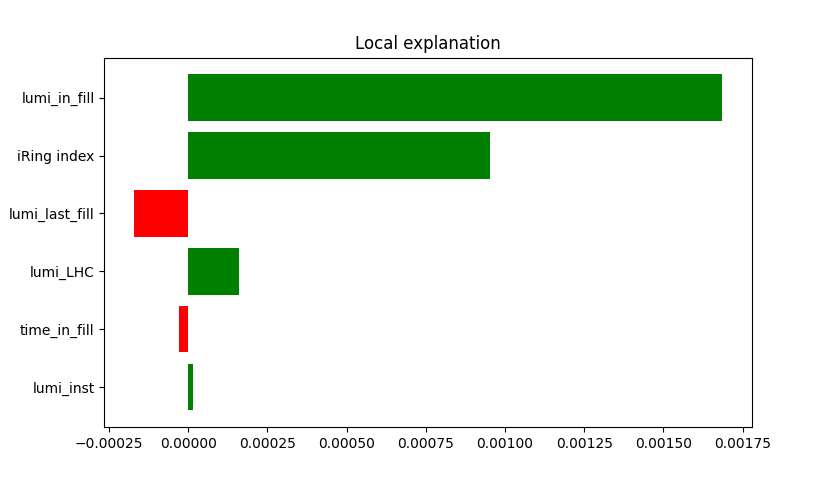 Local explanation
lumi_in_fill
iRing index
lumi_last_fill
lumi_LHC
time_in_fill
lumi_inst
−0.00025 0.00000 0.00025 0.00050 0.00075 0.00100 0.00125 0.00150 0.00175